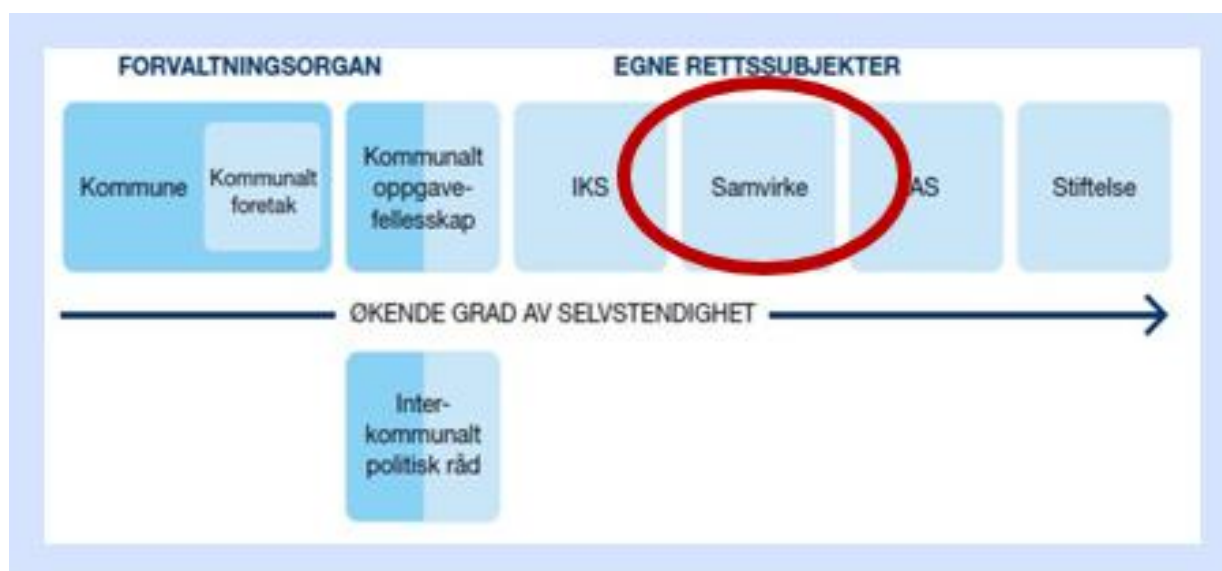 FORVALTNINGSORGAN
EGNE RETTSSUBJEKTER
Kommune
Kommunalt
foretak
Kommunalt
oppgave-
fellesskap
IKS
Samvirke
AS
Stiftelse
ØKENDE GRAD AV SELVSTENDIGHET
Inter-
kommunalt
politisk råd